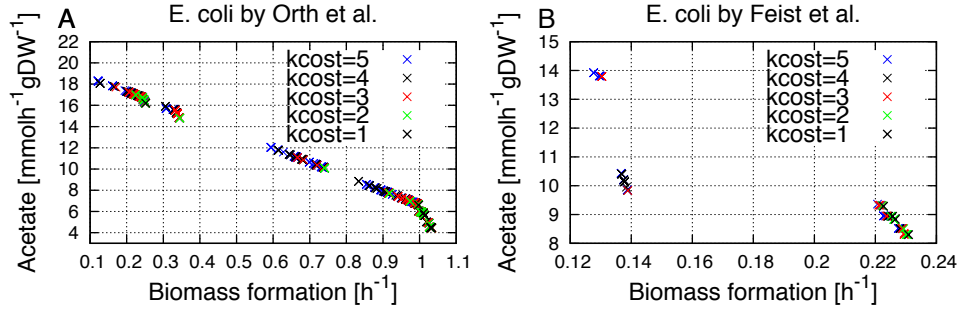 A
E. coli by Orth et al.
Acetate [mmolh⁻¹gDW⁻¹]
22
20
18
16
14
12
10
8
6
4
kcost=5
kcost=4
kcost=3
kcost=2
kcost=1
0.1 0.2 0.3 0.4 0.5 0.6 0.7 0.8 0.9 1 1.1
Biomass formation [h⁻¹]
B
E. coli by Feist et al.
Acetate [mmolh⁻¹gDW⁻¹]
15
14
13
12
11
10
9
8
kcost=5
kcost=4
kcost=3
kcost=2
kcost=1
0.12 0.14 0.16 0.18 0.2 0.22 0.24
Biomass formation [h⁻¹]